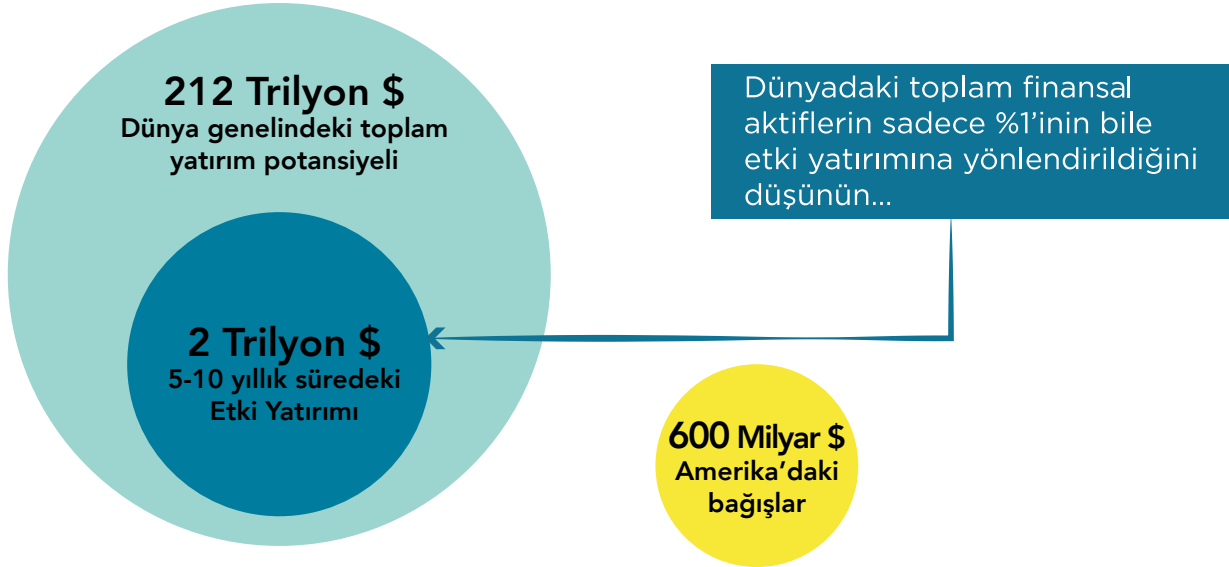 212 Trilyon $
Dünya genelindeki toplam
yatırım potansiyeli
Dünyadaki toplam finansal
aktiflerin sadece %1'inin bile
etki yatırımına yönlendirildiğini
düşünün...
2 Trilyon $
5-10 yıllık süredeki
Etki Yatırımı
600 Milyar $
Amerika'daki
bağışlar